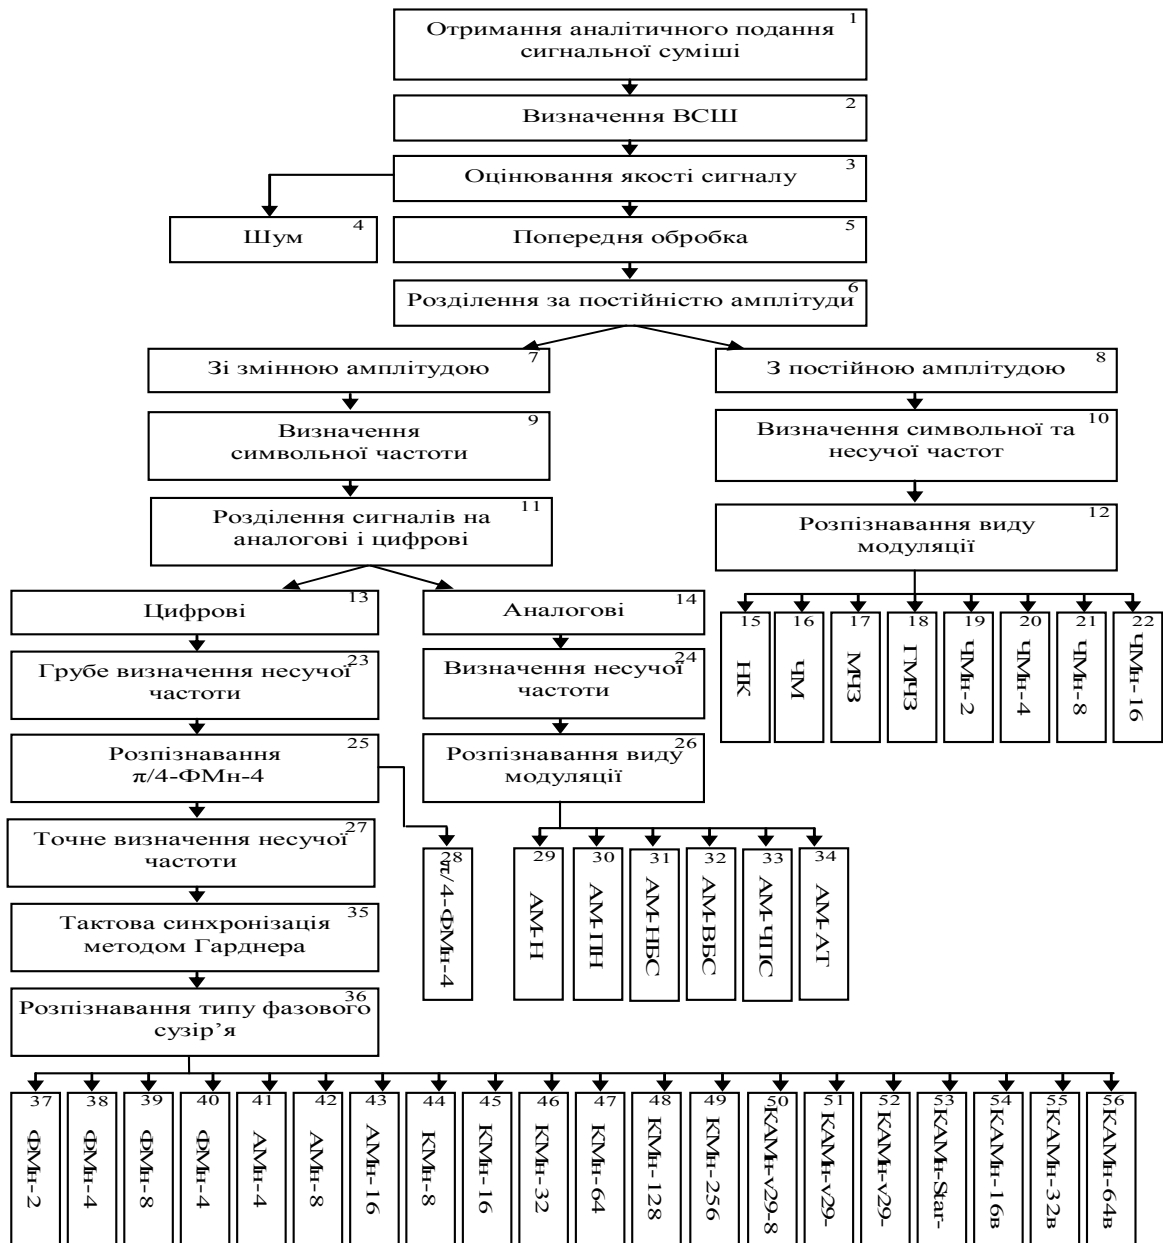 1
Отримання аналітичного подання
сигнальної суміші
2
Визначення ВСШ
3
Оцінювання якості сигналу
4
Шум
5
Попередня обробка
6
Розділення за постійністю амплітуди
7
Зі змінною амплітудою
8
З постійною амплітудою
9
Визначення
символьної частоти
10
Визначення символьної та
несучої частот
11
Розділення сигналів на
аналогові і цифрові
12
Розпізнавання виду
модуляції
13
Цифрові
14
Аналогові
15
НК
16
ЧМ
17
МЧЗ
18
ГМЧЗ
19
ЧМн-2
20
ЧМн-4
21
ЧМн-8
22
ЧМн-16
23
Грубе визначення несучої
частоти
24
Визначення несучої
частоти
25
Розпізнавання
π/4-ФМн-4
26
Розпізнавання виду
модуляції
27
Точне визначення несучої
частоти
28
π/4-ФМн-4
29
АМ-Н
30
АМ-ПН
31
АМ-НБС
32
АМ-ВБС
33
АМ-ЧПС
34
АМ-АТ
35
Тактова синхронізація
методом Гарднера
36
Розпізнавання типу фазового
сузір’я
37
ФМн-2
38
ФМн-4
39
ФМн-8
40
ФМн-4
41
АМн-4
42
АМн-8
43
АМн-16
44
КМн-8
45
КМн-16
46
КМн-32
47
КМн-64
48
КМн-128
49
КМн-256
50
КАМн-v29-8
51
КАМн-v29-
52
КАМн-v29-
53
КАМн-Star-
54
КАМн-16в
55
КАМн-32в
56
КАМн-64в